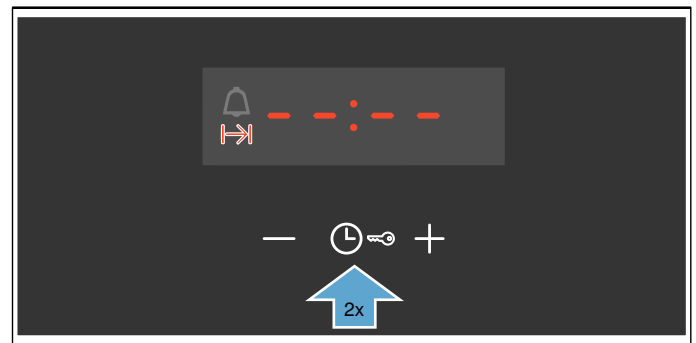 – –:– –
2x